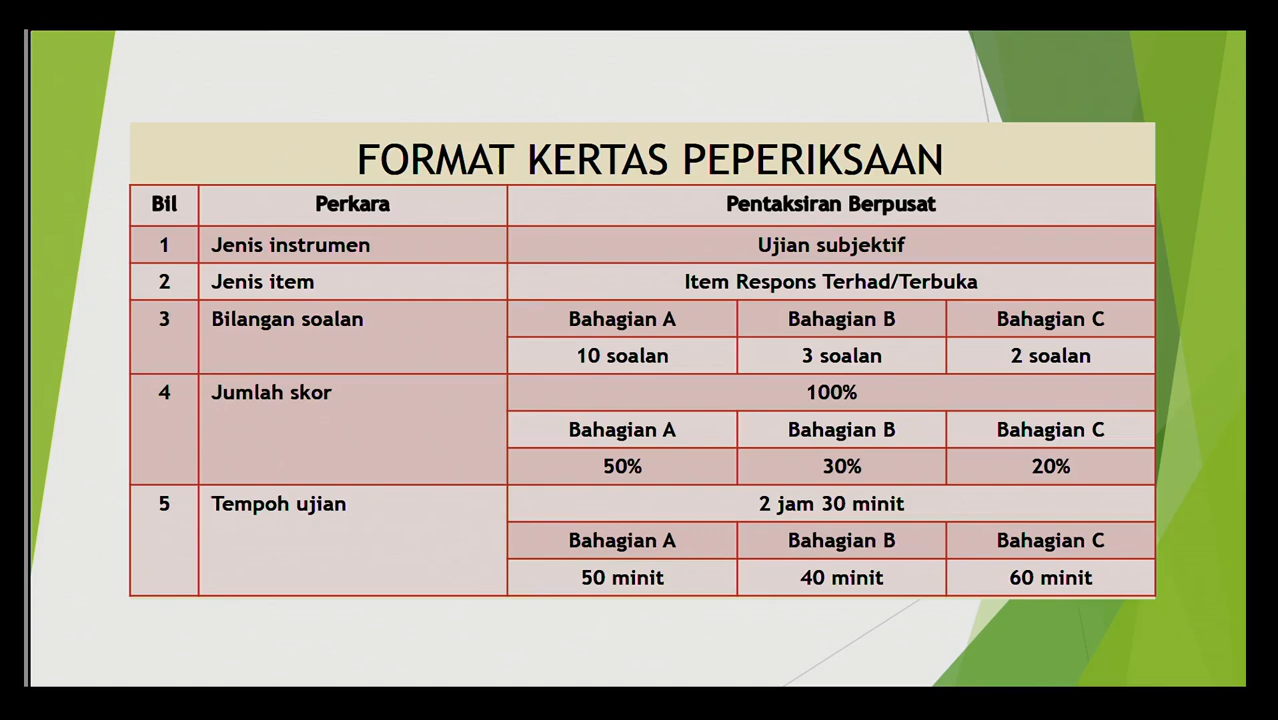 FORMAT KERTAS PEPERIKSAAN
Bil Perkara Pentaksiran Berpusat
1 Jenis instrumen Ujian subjektif
2 Jenis item Item Respons Terhad/Terbuka
3 Bilangan soalan Bahagian A Bahagian B Bahagian C
10 soalan 3 soalan 2 soalan
4 Jumlah skor 100%
Bahagian A Bahagian B Bahagian C
50% 30% 20%
5 Tempoh ujian 2 jam 30 minit
Bahagian A Bahagian B Bahagian C
50 minit 40 minit 60 minit